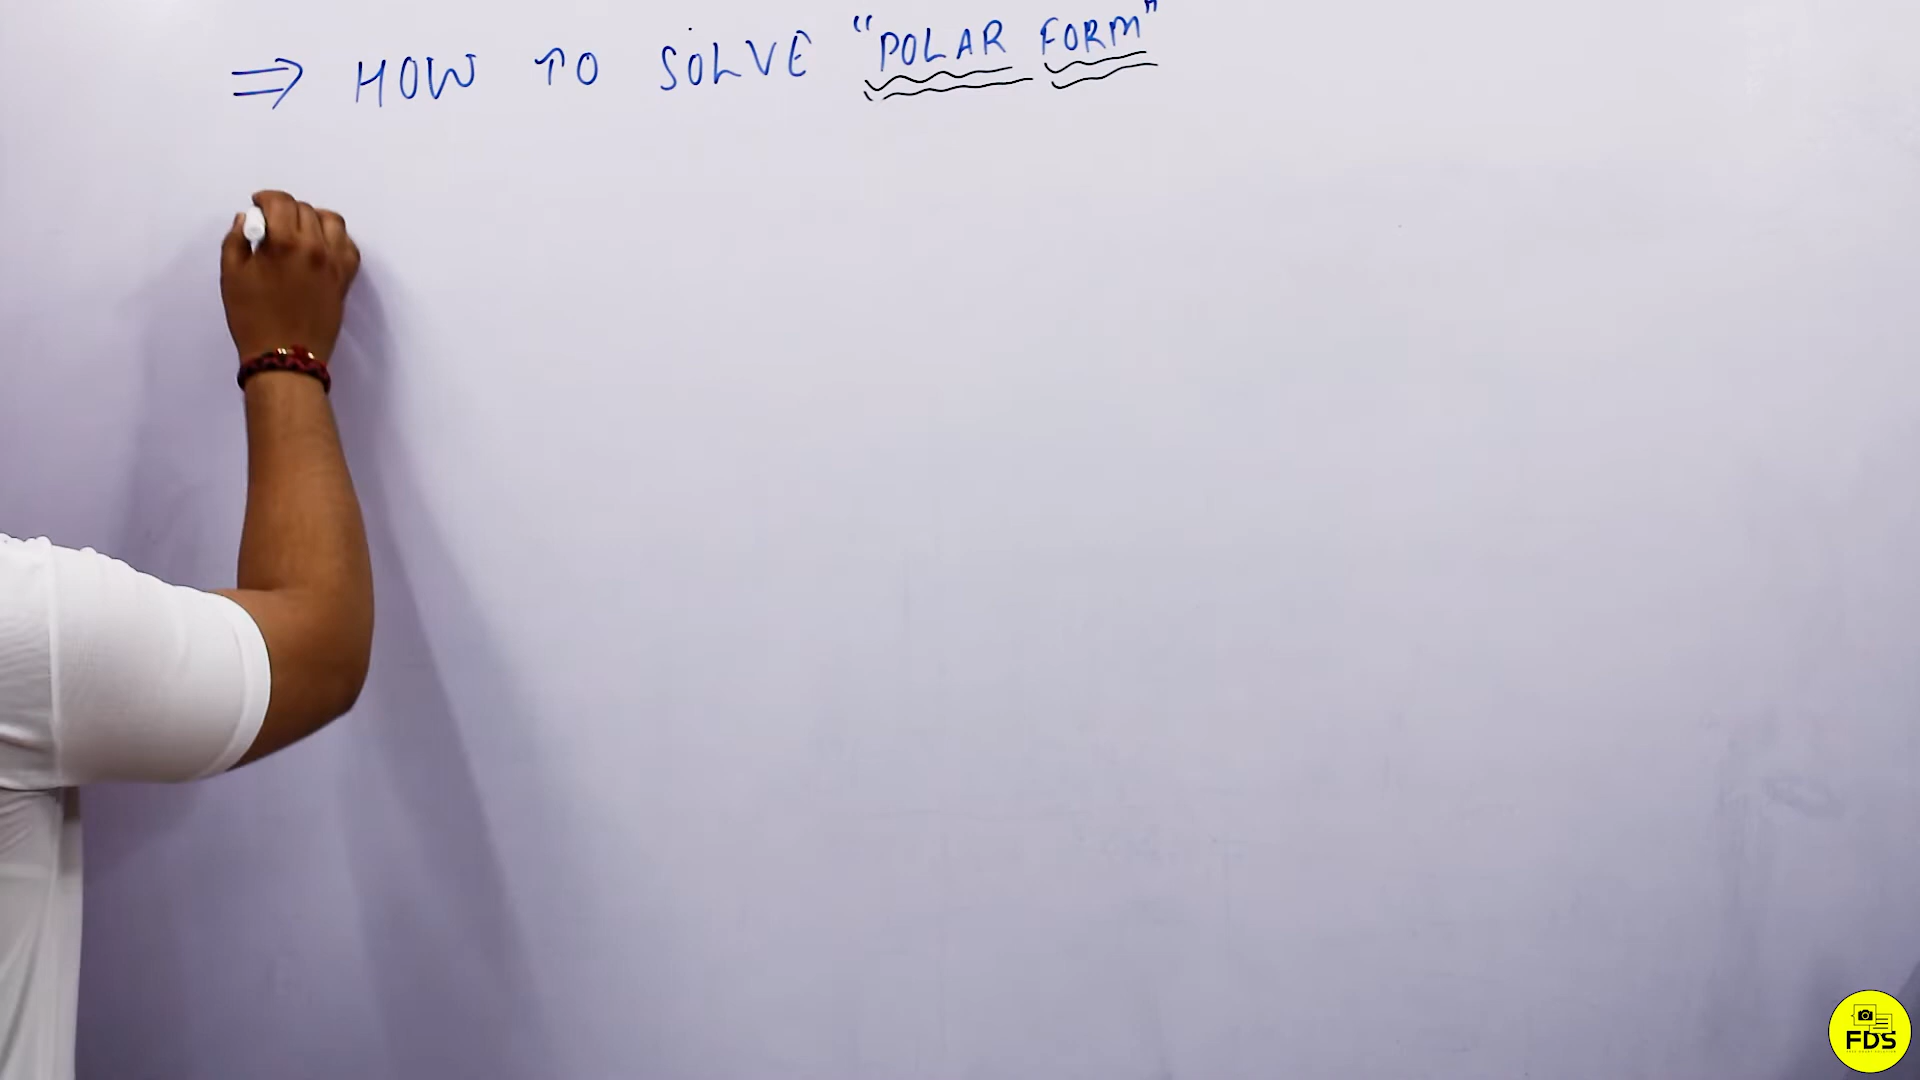 ⇒ HOW TO SOLVE "POLAR FORM"
FDS